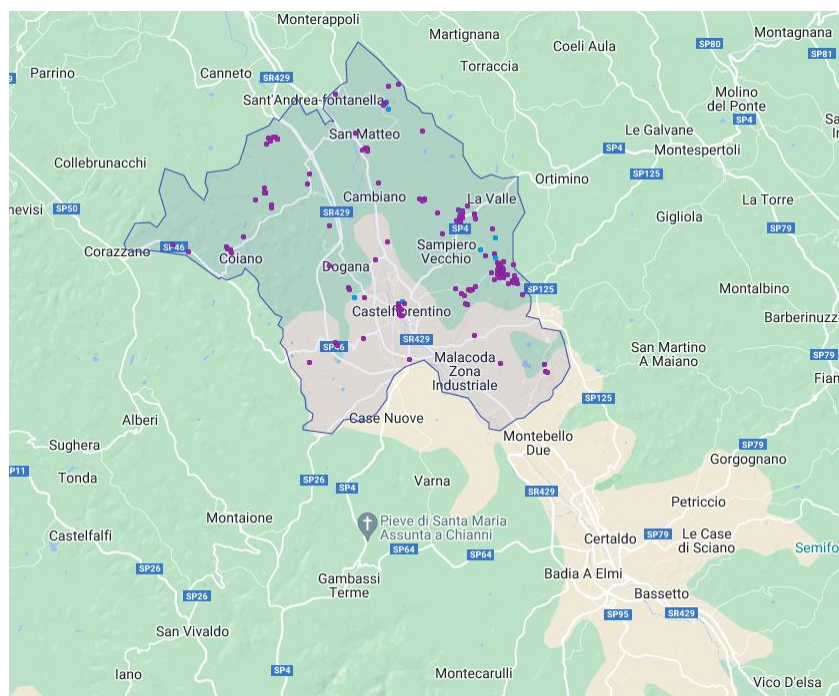 Monterappoli
Martignana
Montagnana
Coeli Aula
SP80
SP81
Parrino
Canneto
SR429
Torraccia
Molino
del Ponte
Sant'Andrea-fontanella
SP4
San Matteo
Le Galvane
Collebrunacchi
SP4
Montespertoli
SP125
Ortimino
Cambiano
La Valle
La Torre
nevisi
SP50
SR429
Gigliola
SP4
SP79
Corazzano
SP46
Sampiero
Vecchio
Coiano
Dogana
SP125
Montalbino
Castelfiorentino
Barberinuzz
SR429
SP46
San Martino
A Maiano
SP79
Malacoda
Zona
Industriale
Fian
SP125
Alberi
Case Nuove
Sughera
Montebello
Due
SP79
P11
Tonda
SP26
Varna
Gorgognano
SP4
SR429
Petriccio
Montaione
Pieve di Santa Maria
Assunta a Chianni
Castelfalfi
Certaldo
SP79
Le Case
di Sciano
SP64
SP64
Semifo
SP26
Gambassi
Terme
Badia A Elmi
SP26
Bassetto
SP95
SR429
San Vivaldo
Iano
SP4
Montecarulli
Vico D'elsa